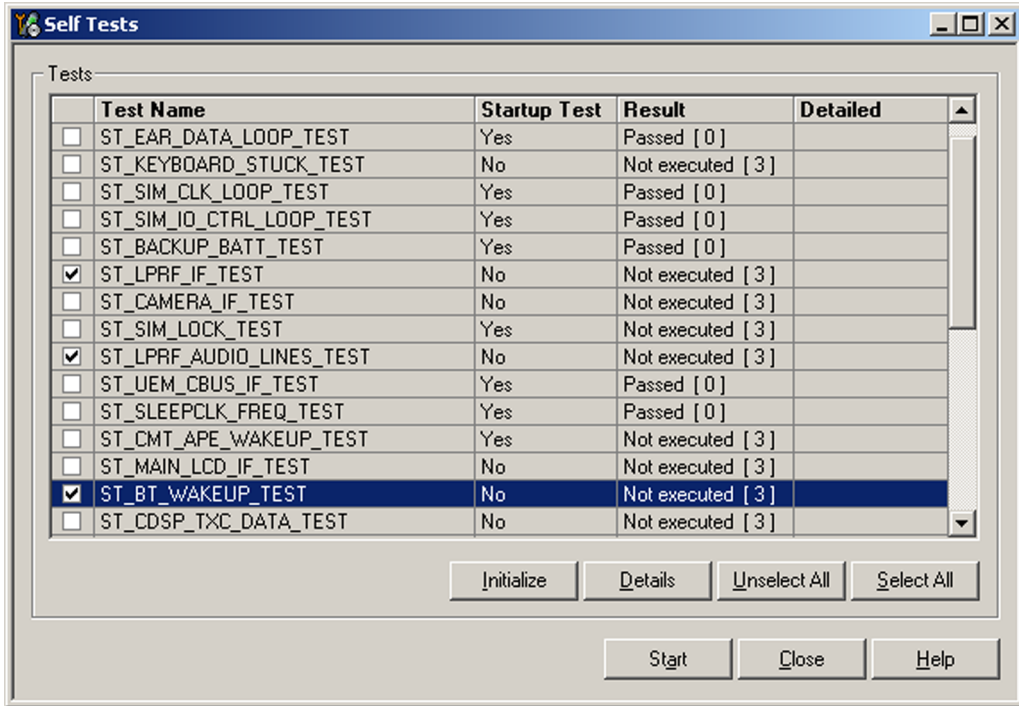 Self Tests
Tests
Test Name Startup Test Result Detailed
ST_EAR_DATA_LOOP_TEST Yes Passed [ 0 ]
ST_KEYBOARD_STUCK_TEST No Not executed [ 3 ]
ST_SIM_CLK_LOOP_TEST Yes Passed [ 0 ]
ST_SIM_IO_CTRL_LOOP_TEST Yes Passed [ 0 ]
ST_BACKUP_BATT_TEST Yes Passed [ 0 ]
ST_LPRF_IF_TEST No Not executed [ 3 ]
ST_CAMERA_IF_TEST No Not executed [ 3 ]
ST_SIM_LOCK_TEST Yes Not executed [ 3 ]
ST_LPRF_AUDIO_LINES_TEST No Not executed [ 3 ]
ST_UEM_CBUS_IF_TEST Yes Passed [ 0 ]
ST_SLEEPCLK_FREQ_TEST Yes Passed [ 0 ]
ST_CMT_APE_WAKEUP_TEST Yes Not executed [ 3 ]
ST_MAIN_LCD_IF_TEST No Not executed [ 3 ]
ST_BT_WAKEUP_TEST No Not executed [ 3 ]
ST_CDSP_TXC_DATA_TEST No Not executed [ 3 ]
Initialize Details Unselect All Select All
Start Close Help